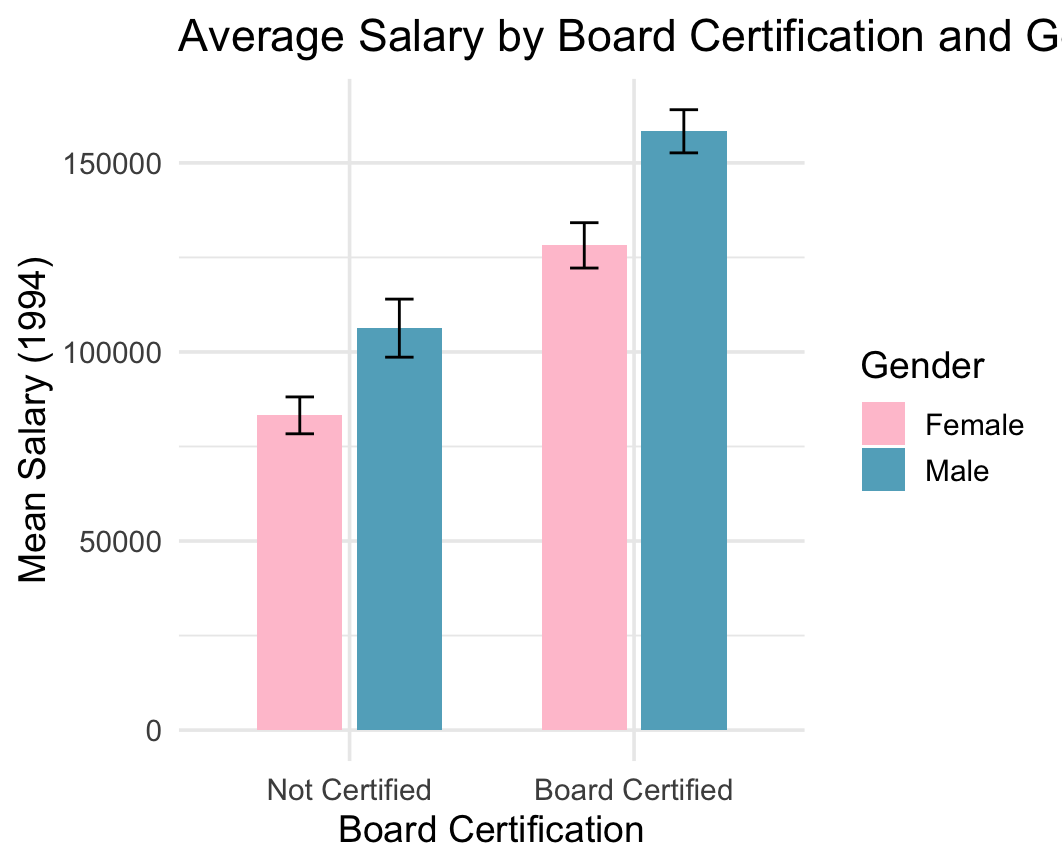 Average Salary by Board Certification and G
150000
100000
50000
0
Mean Salary (1994)
Not Certified
Board Certified
Board Certification
Gender
Female
Male